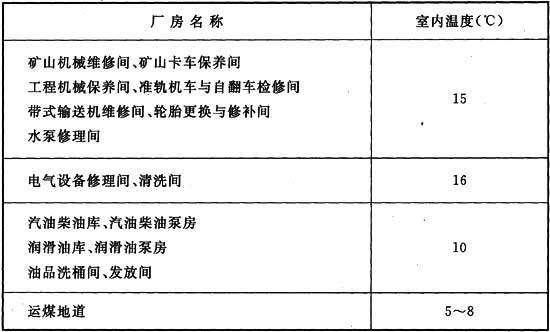 厂房名称 室内温度(℃)
矿山机械维修间、矿山卡车保养间
工程机械保养间、准轨机车与自翻车检修间
带式输送机维修间、轮胎更换与修补间
水泵修理间
15
电气设备修理间、清洗间 16
汽油柴油库、汽油柴油泵房
润滑油库、润滑油泵房
油品洗桶间、发放间
10
运煤地道 5～8